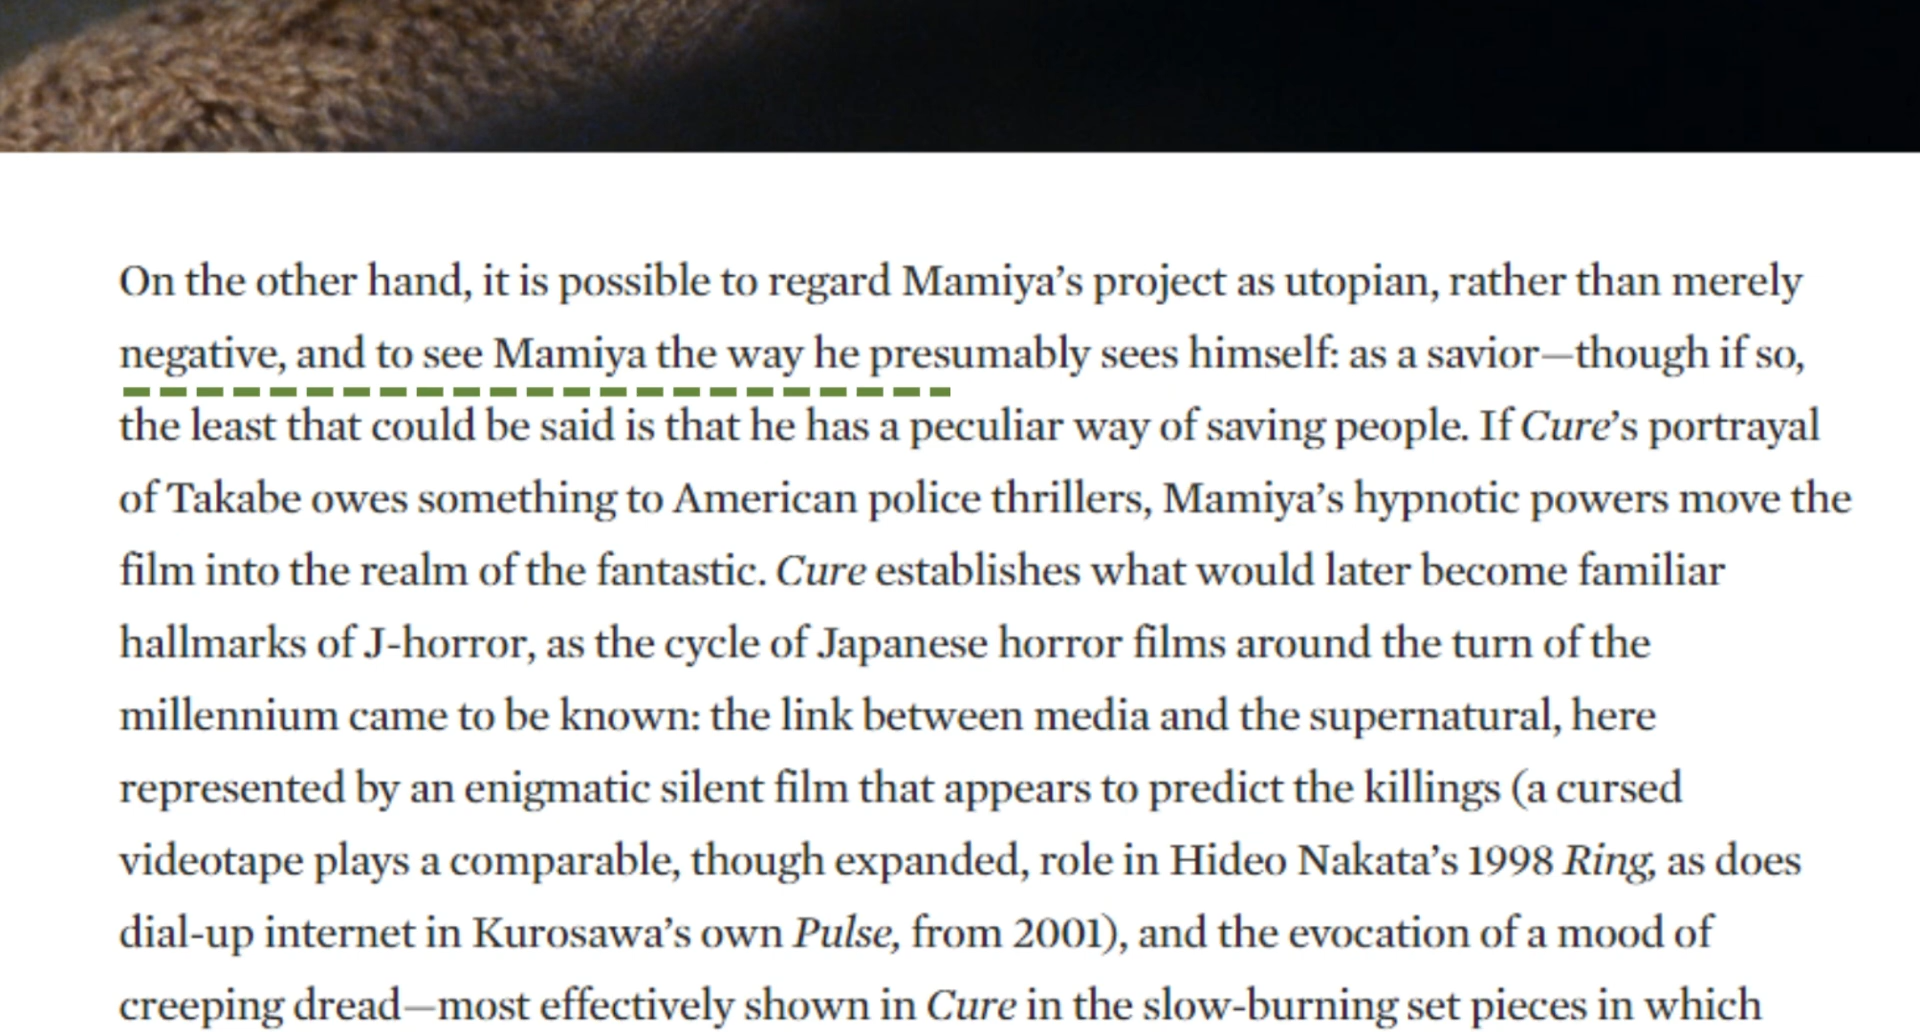 On the other hand, it is possible to regard Mamiya’s project as utopian, rather than merely
negative, and to see Mamiya the way he presumably sees himself: as a savior—though if so,
the least that could be said is that he has a peculiar way of saving people. If Cure’s portrayal
of Takabe owes something to American police thrillers, Mamiya’s hypnotic powers move the
film into the realm of the fantastic. Cure establishes what would later become familiar
hallmarks of J-horror, as the cycle of Japanese horror films around the turn of the
millennium came to be known: the link between media and the supernatural, here
represented by an enigmatic silent film that appears to predict the killings (a cursed
videotape plays a comparable, though expanded, role in Hideo Nakata’s 1998 Ring, as does
dial-up internet in Kurosawa’s own Pulse, from 2001), and the evocation of a mood of
creeping dread—most effectively shown in Cure in the slow-burning set pieces in which